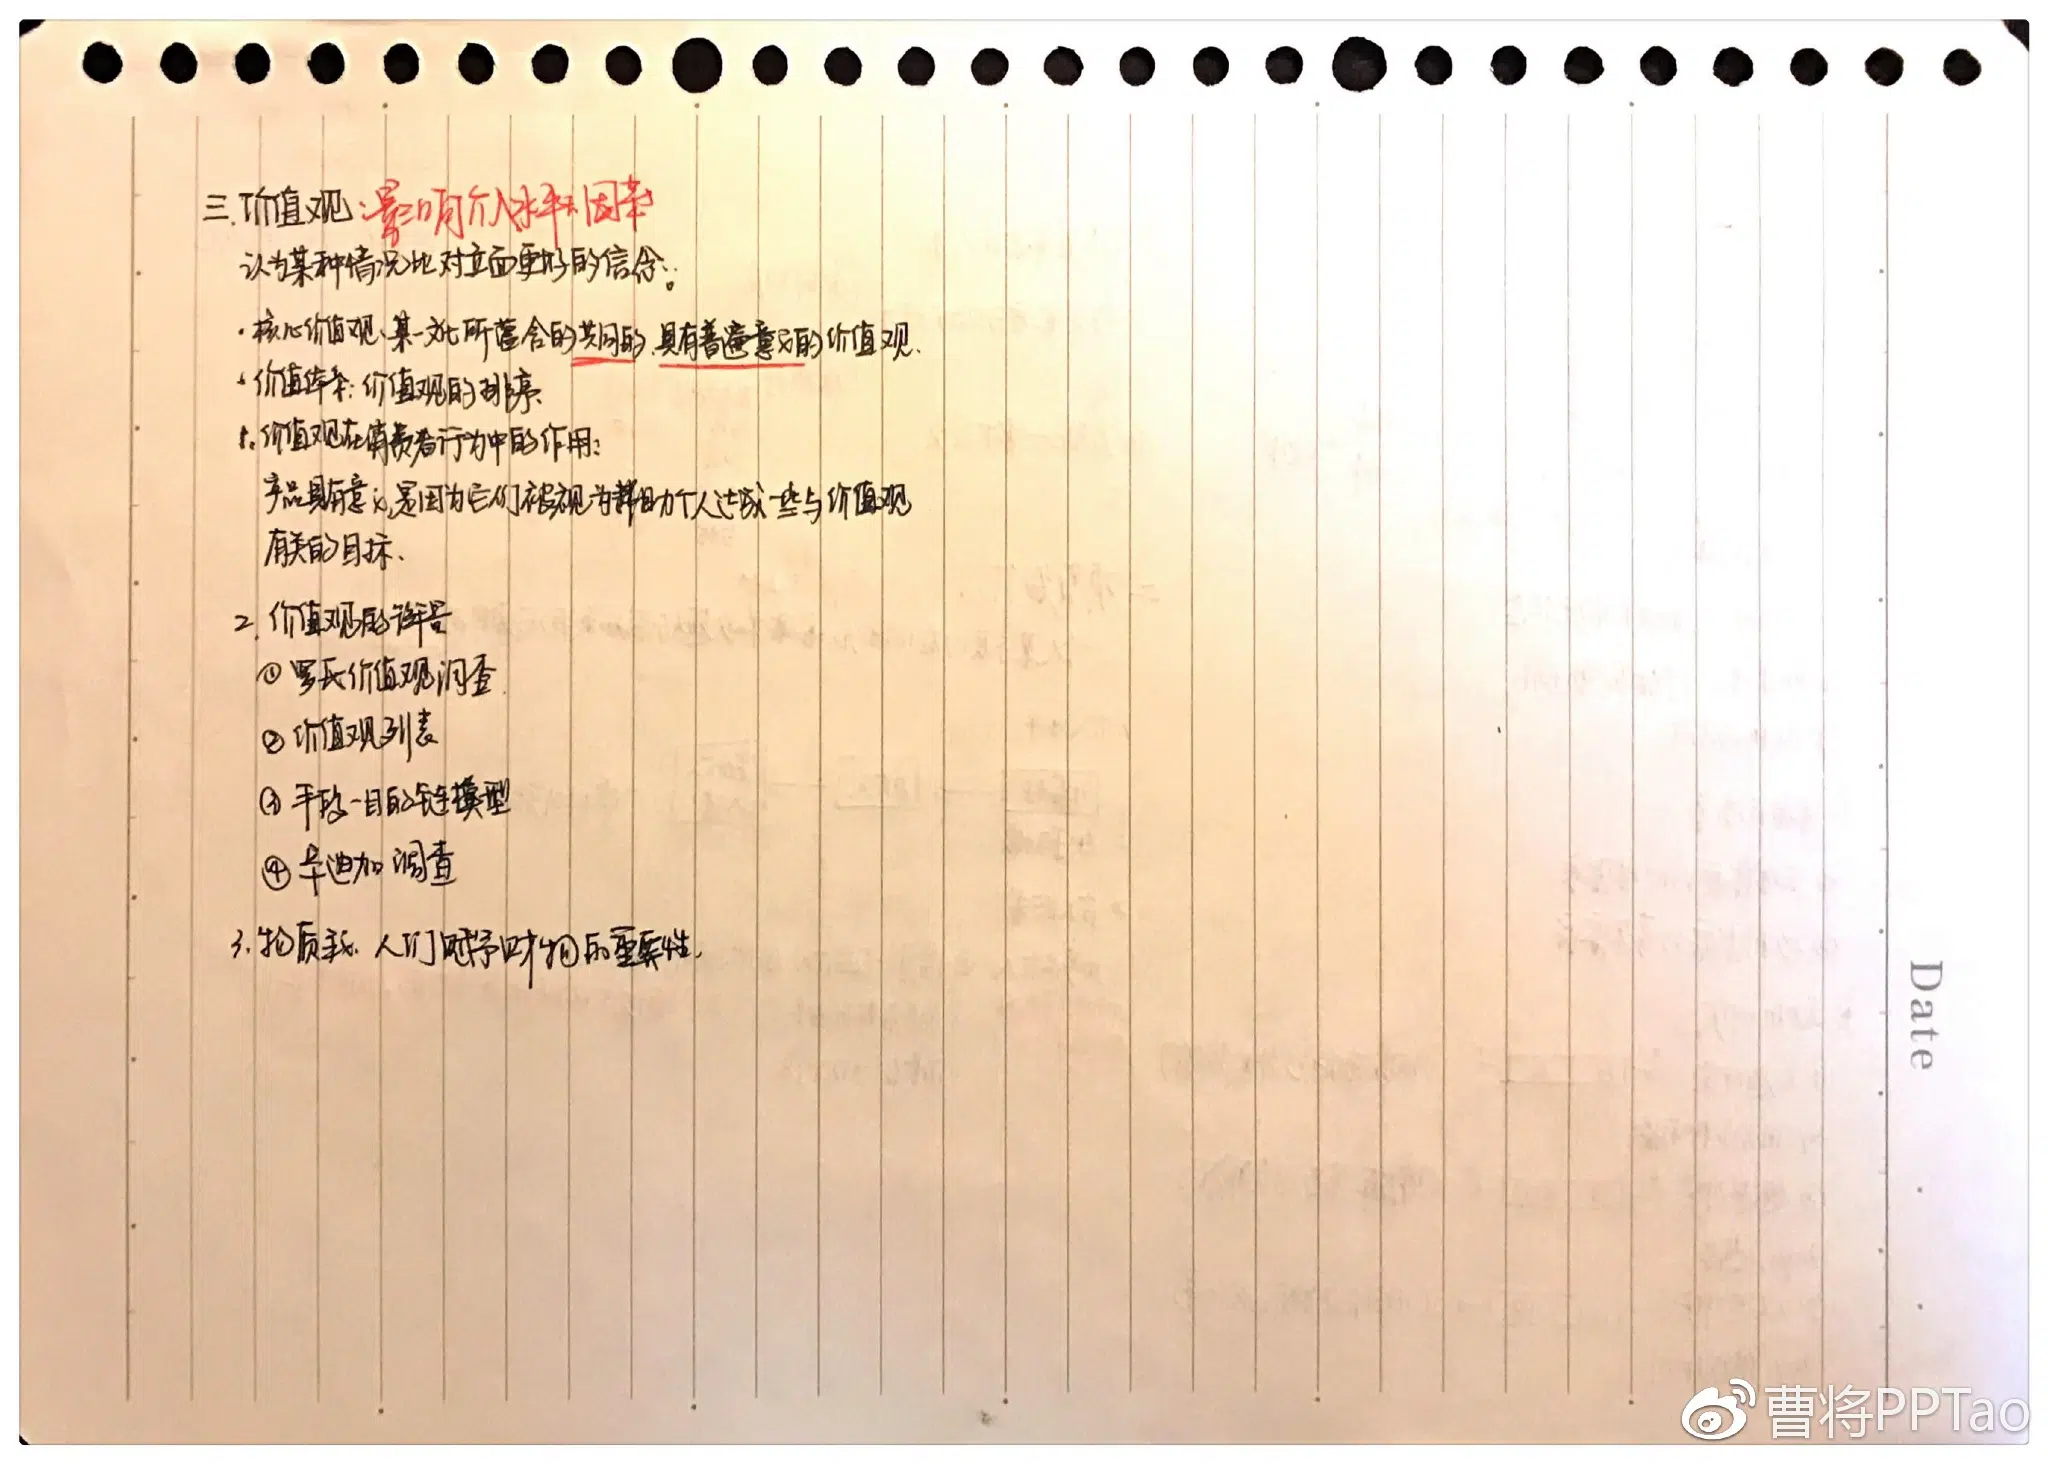 三.价值观:影响介入水平的因素
认为某种情况比对立面更好的信念。
·核心价值观:某一文化所蕴含的共同的、具有普遍意义的价值观.
·价值体系:价值观的排序.
1.价值观在消费者行为中的作用:
产品具有意义,是因为它们被视为帮助个人达成一些与价值观
有关的目标.
2.价值观的评量
①罗氏价值观调查.
②价值观列表
③手段-目的链模型
④辛迪加调查
3.物质主义:人们赋予财物的重要性.
Date
曹将PPTao